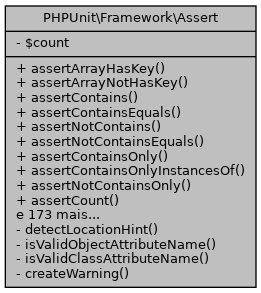 PHPUnit\Framework\Assert
- $count
+ assertArrayHasKey()
+ assertArrayNotHasKey()
+ assertContains()
+ assertContainsEquals()
+ assertNotContains()
+ assertNotContainsEquals()
+ assertContainsOnly()
+ assertContainsOnlyInstancesOf()
+ assertNotContainsOnly()
+ assertCount()
e 173 mais...
- detectLocationHint()
- isValidObjectAttributeName()
- isValidClassAttributeName()
- createWarning()